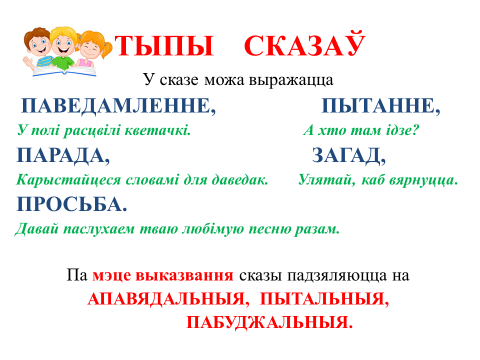 ТЫПЫ СКАЗАЎ
У сказе можа выражацца
ПАВЕДАМЛЕННЕ, ПЫТАННЕ,
У полі расцвілі кветачкі. А хто там ідзе?
ПАРАДА, ЗАГАД,
Карыстайцеся словамі для даведак. Улятай, каб вярнуцца.
ПРОСЬБА.
Давай паслухаем тваю любімую песню разам.
Па мэце выказвання сказы падзяляюцца на
АПАВЯДАЛЬНЫЯ, ПЫТАЛЬНЫЯ,
ПАБУДЖАЛЬНЫЯ.